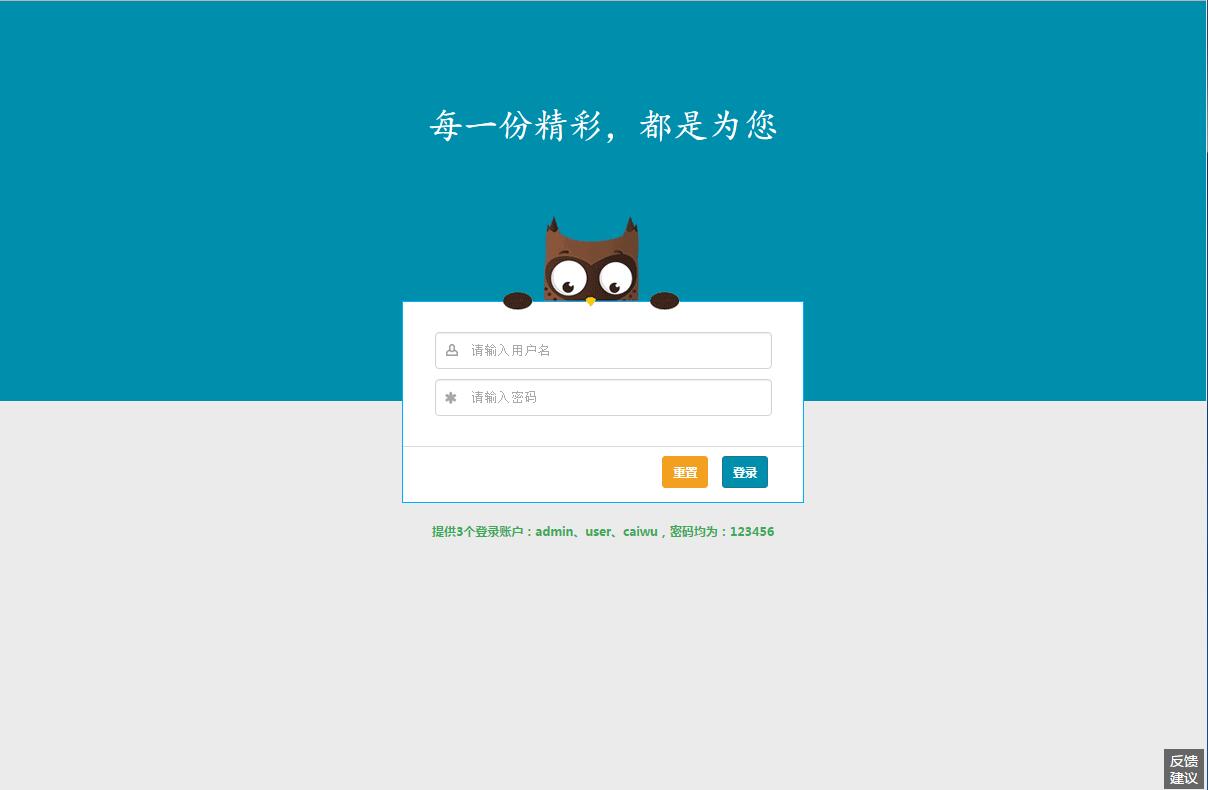 每一份精彩，都是为您
请输入用户名
请输入密码
重置 登录
提供3个登录账户：admin、user、caiwu，密码均为：123456
反馈
建议